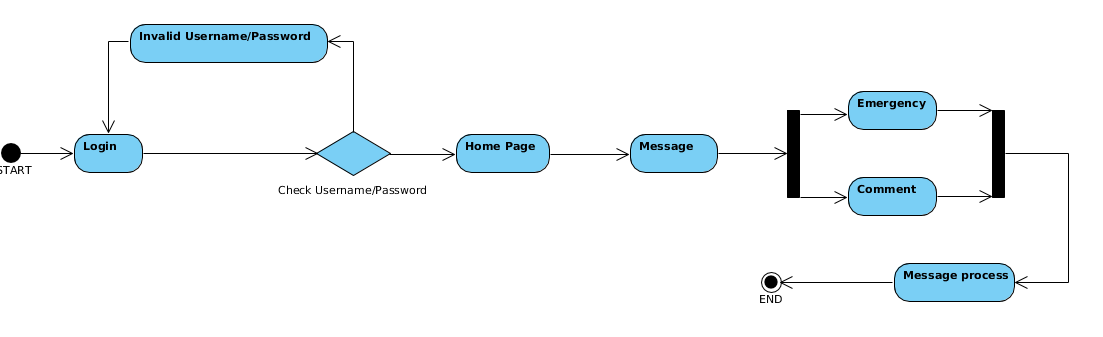 Invalid Username/Password
Emergency
Login
Home Page
Message
START
Check Username/Password
Comment
Message process
END